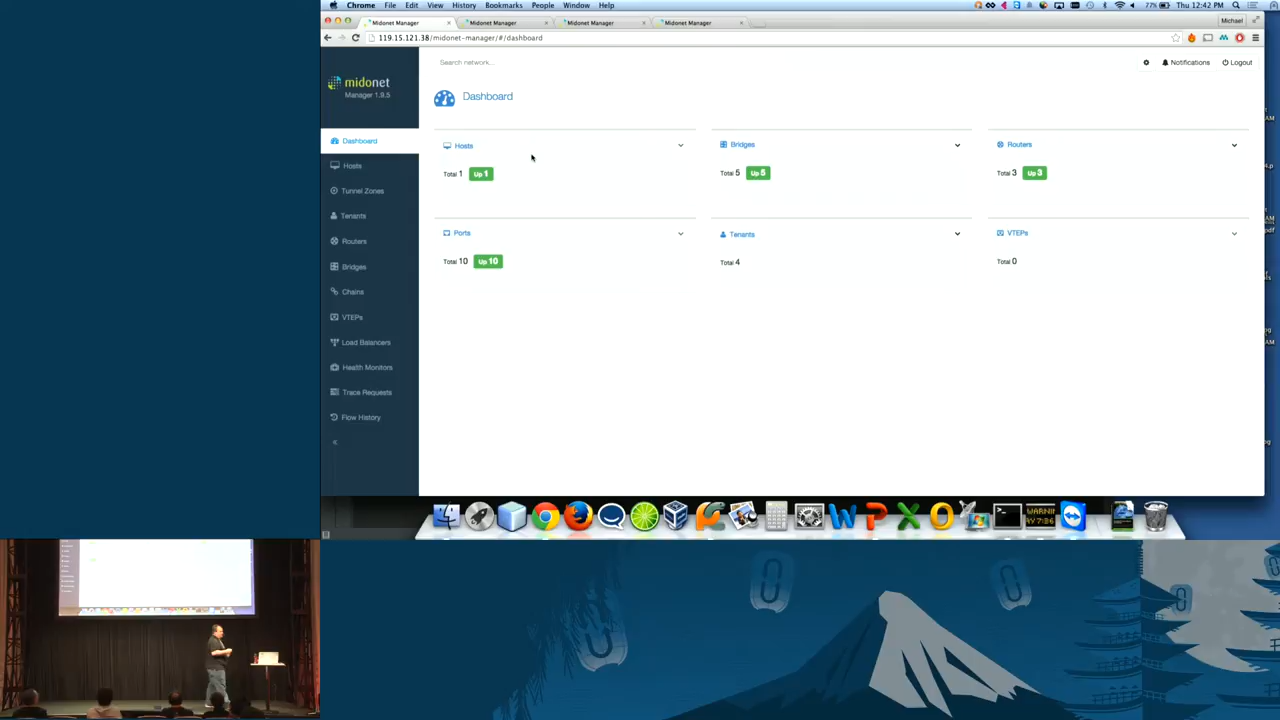 Chrome File Edit View History Bookmarks People Window Help
77% Thu 12:42 AM
Midonet Manager Midonet Manager Midonet Manager Midonet Manager
Michael
119.15.121.38/midonet-manager/#/dashboard
midonet
Manager 1.9.5
Search network...
Notifications
Logout
Dashboard
Dashboard
Hosts
Tunnel Zones
Tenants
Routers
Bridges
Chains
VTEPs
Load Balancers
Health Monitors
Trace Requests
Flow History
Hosts
Total 1 Up 1
Bridges
Total 5 Up 5
Routers
Total 3 Up 3
Ports
Total 10 Up 10
Tenants
Total 4
VTEPs
Total 0